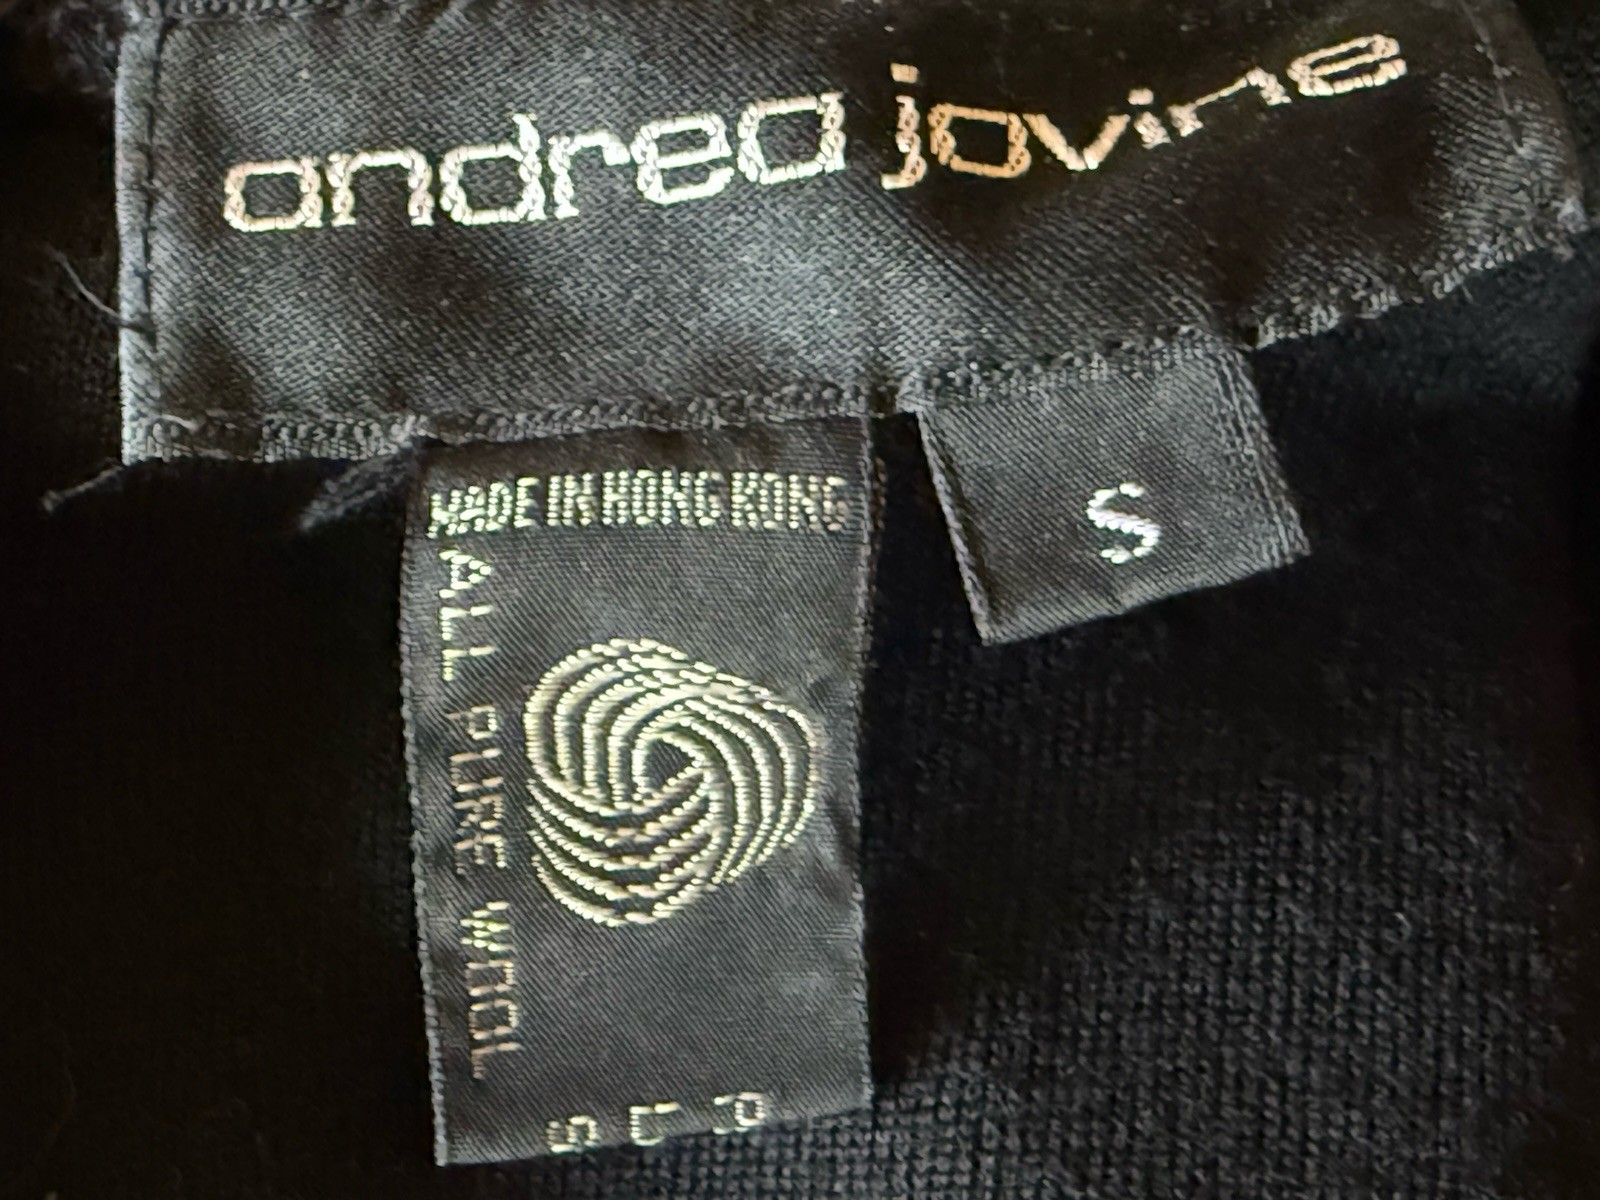 andrea jovine
MADE IN HONG KONG
S
ALL PURE WOOL
P
L
S